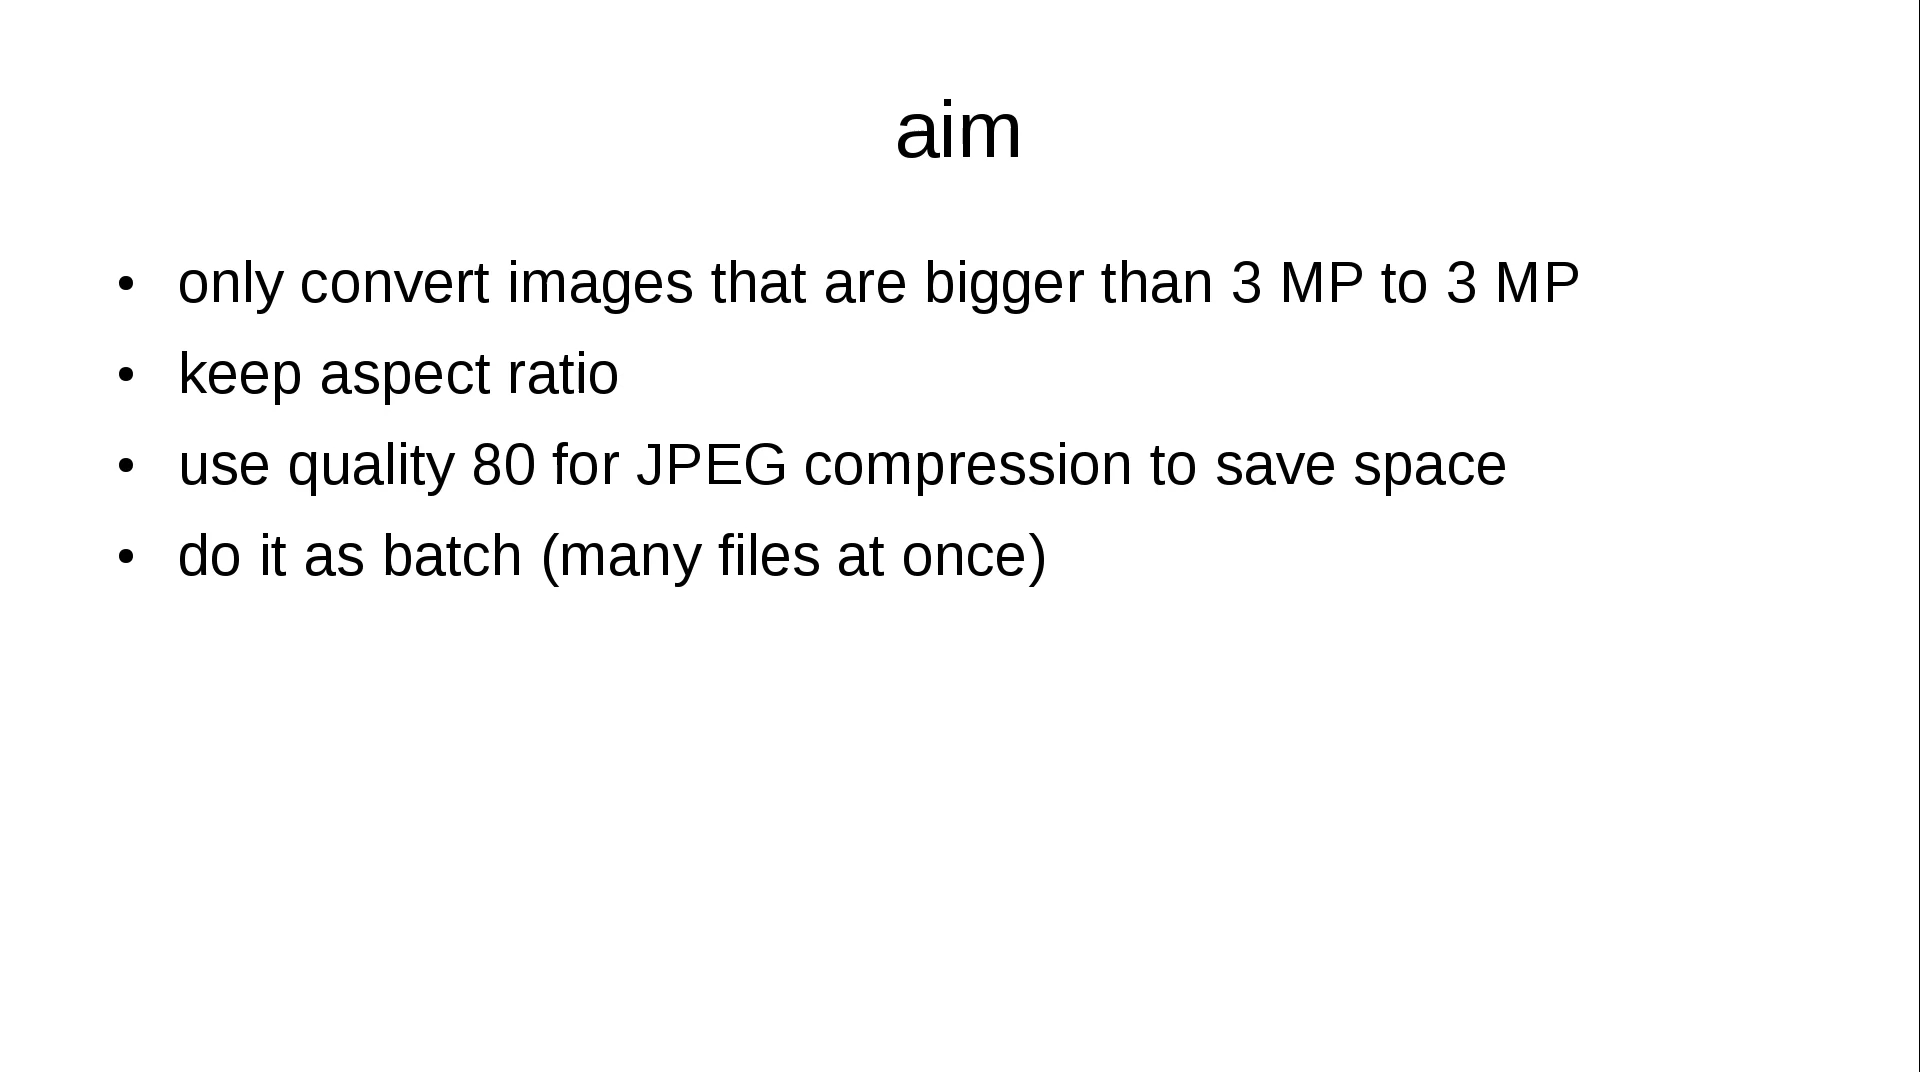 aim
• only convert images that are bigger than 3 MP to 3 MP
• keep aspect ratio
• use quality 80 for JPEG compression to save space
• do it as batch (many files at once)